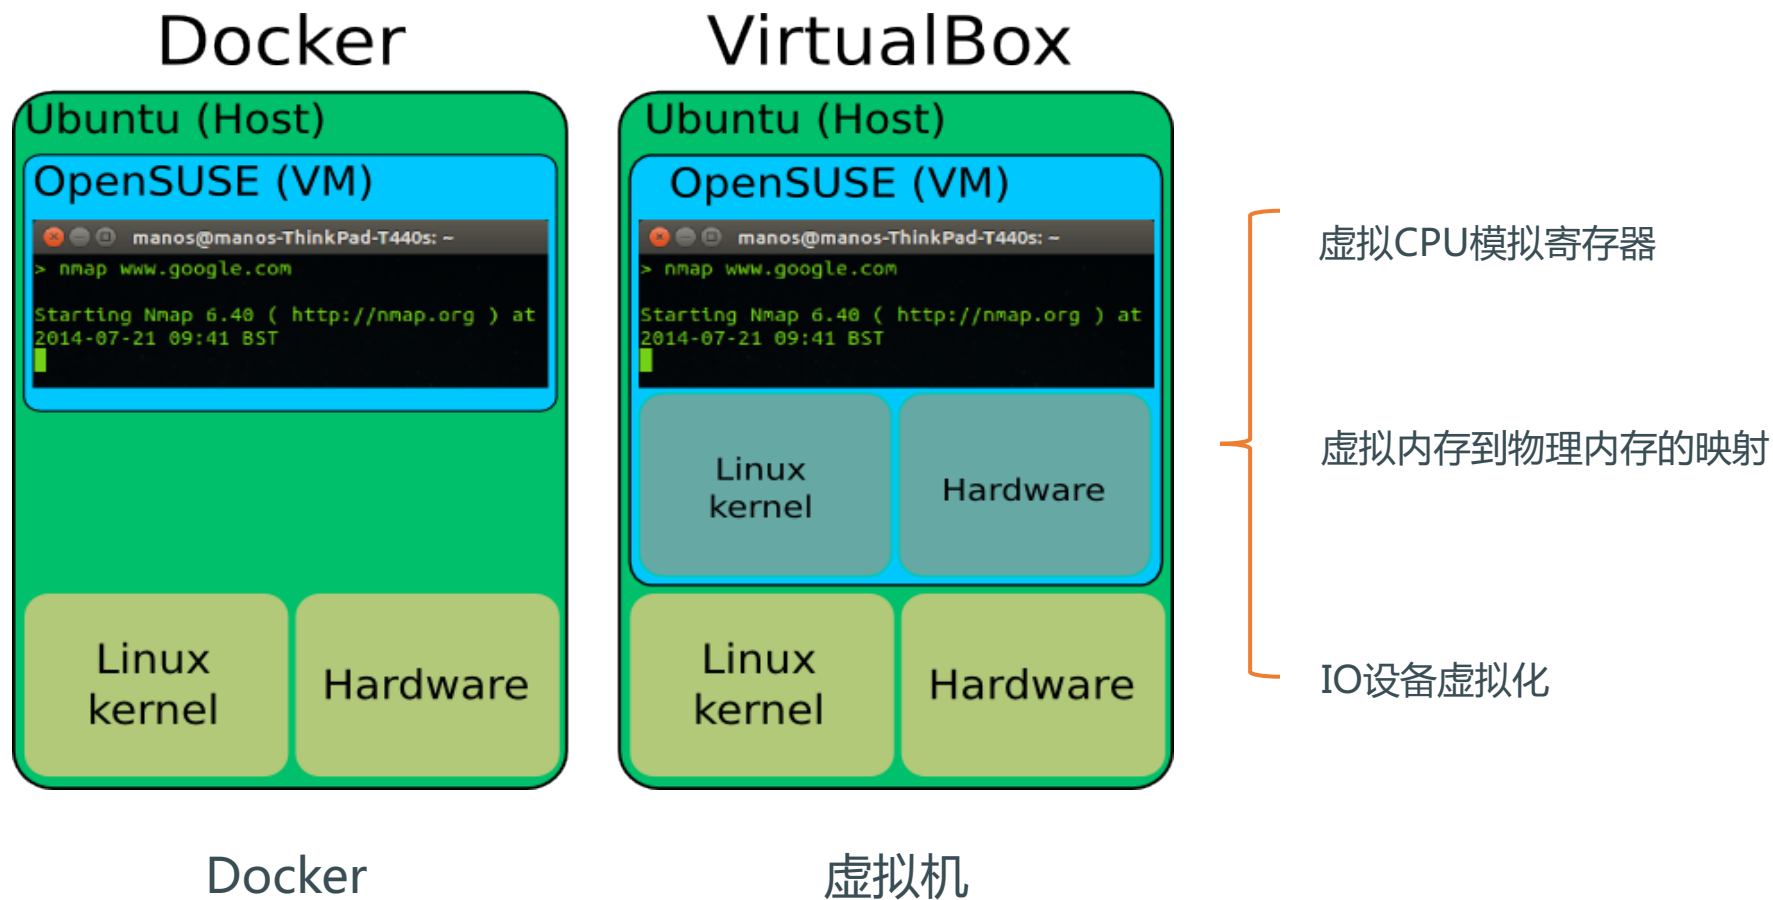 Docker
Ubuntu (Host)
OpenSUSE (VM)
manos@manos-ThinkPad-T440s: ~
> nmap www.google.com
Starting Nmap 6.40 ( http://nmap.org ) at
2014-07-21 09:41 BST
Linux
kernel
Hardware
Docker
VirtualBox
Ubuntu (Host)
OpenSUSE (VM)
manos@manos-ThinkPad-T440s: ~
> nmap www.google.com
Starting Nmap 6.40 ( http://nmap.org ) at
2014-07-21 09:41 BST
Linux
kernel
Hardware
Linux
kernel
Hardware
虚拟机
虚拟CPU模拟寄存器
虚拟内存到物理内存的映射
IO设备虚拟化